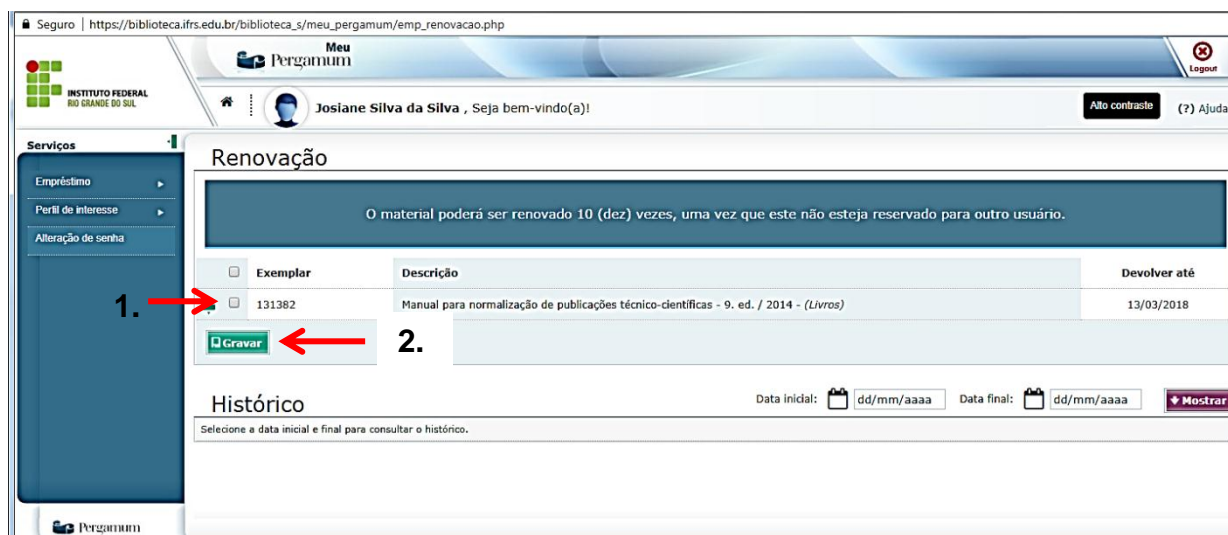 Seguro | https://biblioteca.ifrs.edu.br/biblioteca_s/meu_pergamum/emp_renovacao.php
Meu
Pergamum
Logout
INSTITUTO FEDERAL
RIO GRANDE DO SUL
Josiane Silva da Silva , Seja bem-vindo(a)!
Alto contraste
(?) Ajuda
Serviços
Empréstimo
Perfil de interesse
Alteração de senha
Renovação
O material poderá ser renovado 10 (dez) vezes, uma vez que este não esteja reservado para outro usuário.
Exemplar Descrição Devolver até
1.
131382 Manual para normalização de publicações técnico-científicas - 9. ed. / 2014 - (Livros) 13/03/2018
Gravar
2.
Histórico
Data inicial: dd/mm/aaaa Data final: dd/mm/aaaa Mostrar
Selecione a data inicial e final para consultar o histórico.
Pergamum